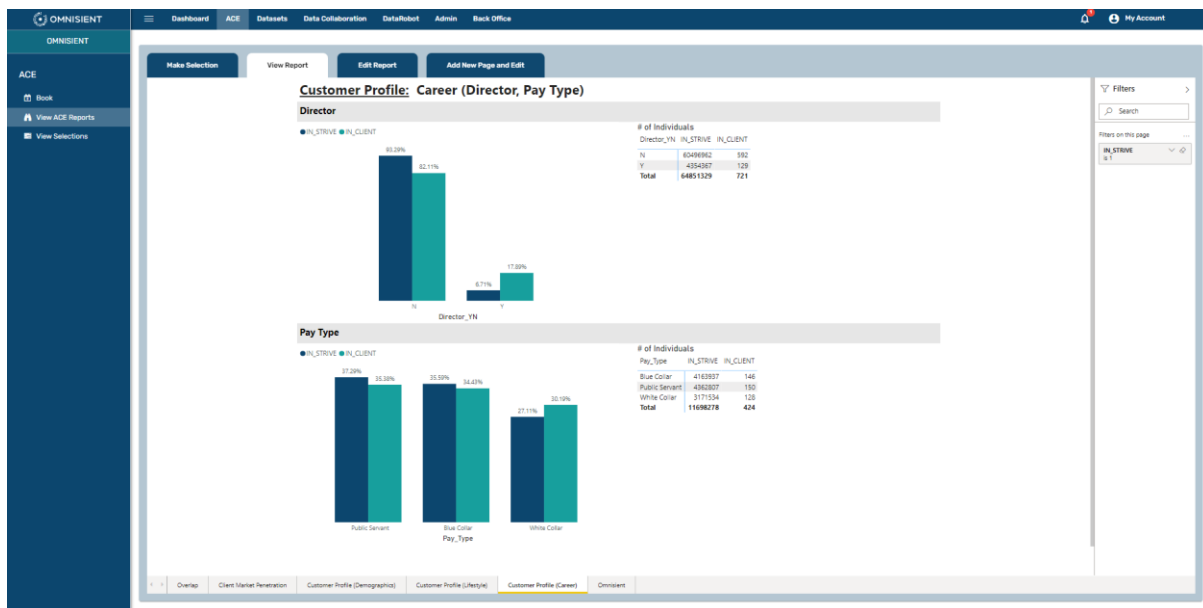 OMNISIENT
Dashboard ACE Datasets Data Collaboration DataRobot Admin Back Office
1
My Account
OMNISIENT
ACE
Book
View ACE Reports
View Selections
Make Selection View Report Edit Report Add New Page and Edit
Customer Profile: Career (Director, Pay Type)
Director
IN_STRIVE IN_CLIENT
93.29%
82.11%
6.71%
17.89%
N Y
Director_YN
# of Individuals
Director_YN IN_STRIVE IN_CLIENT
N 60496962 592
Y 4354367 129
Total 64851329 721
Pay Type
IN_STRIVE IN_CLIENT
37.29% 35.38% 35.59% 34.43% 27.11% 30.19%
Public Servant Blue Collar White Collar
Pay_Type
# of Individuals
Pay_Type IN_STRIVE IN_CLIENT
Blue Collar 4163937 146
Public Servant 4362807 150
White Collar 3171534 128
Total 11698278 424
Filters
Search
Filters on this page ...
IN_STRIVE
is 1
Overlap Client Market Penetration Customer Profile (Demographics) Customer Profile (Lifestyle) Customer Profile (Career) Omnisient